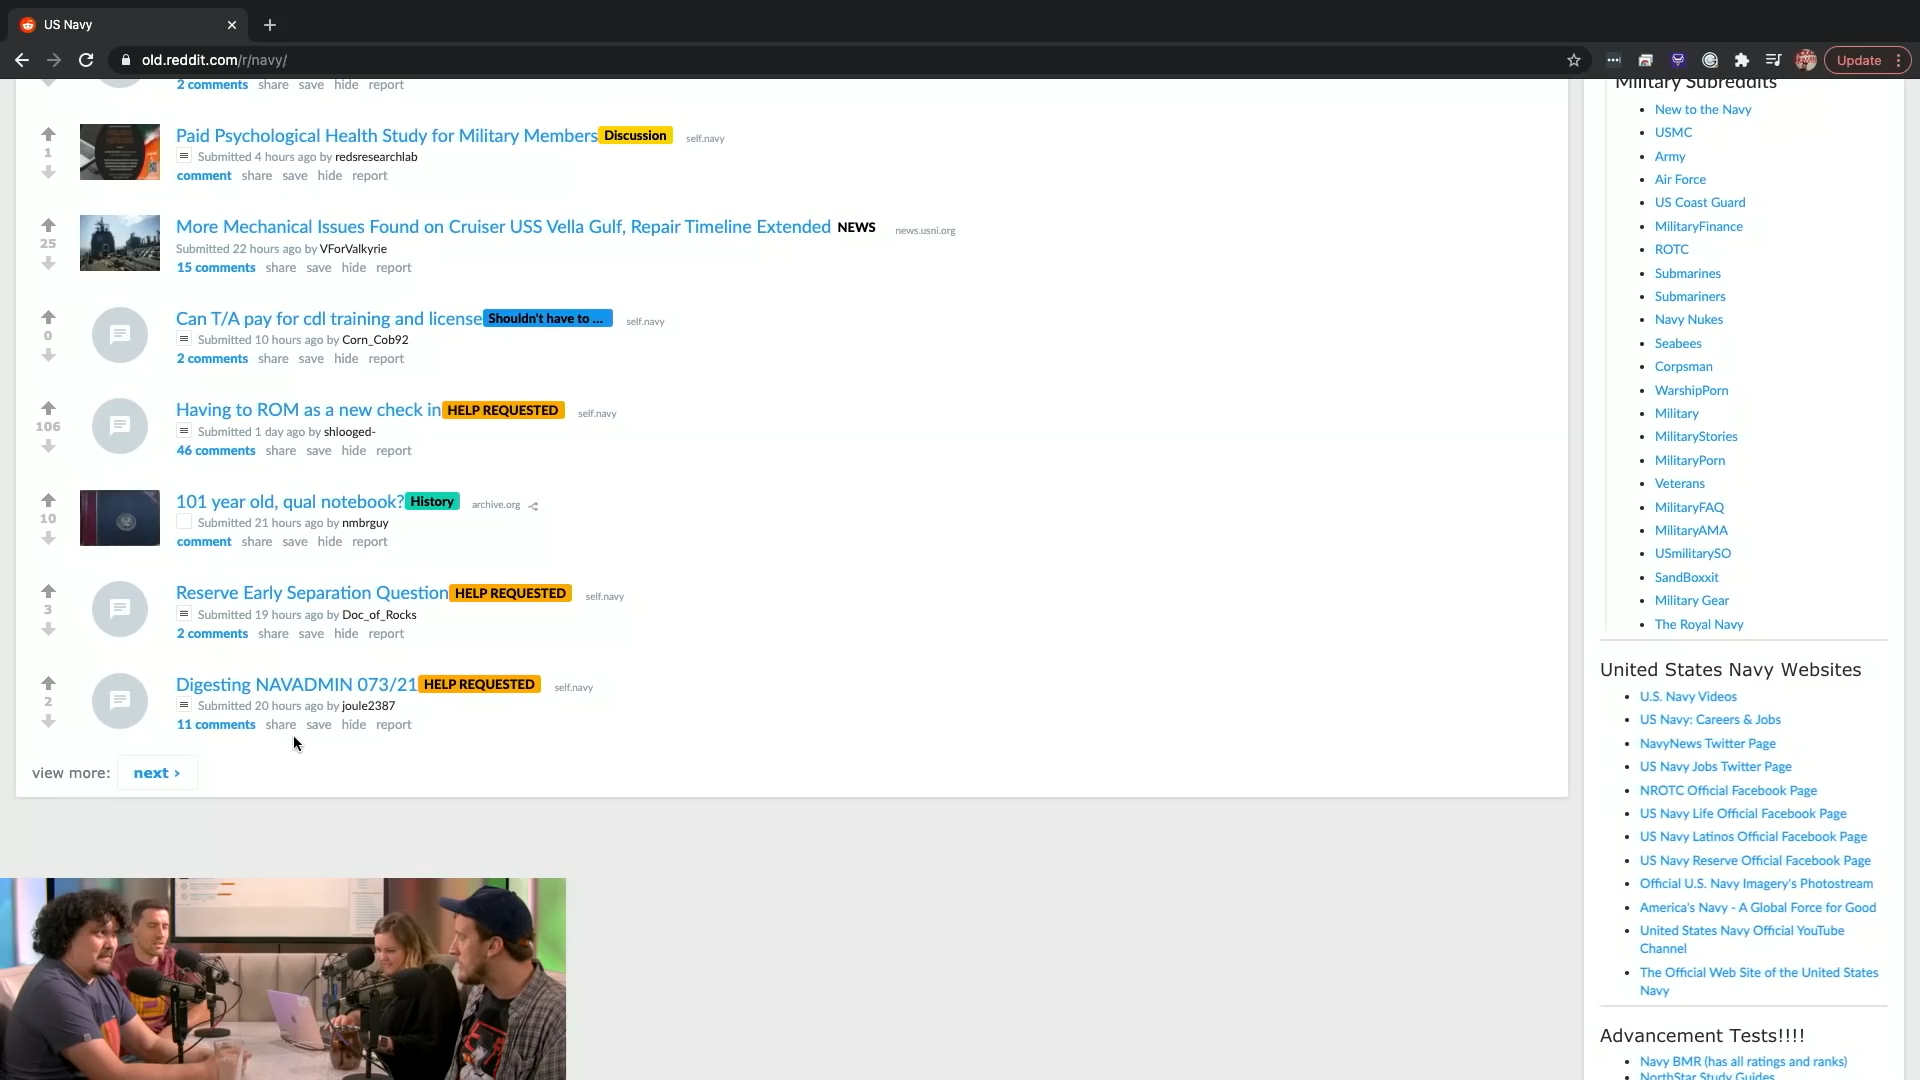 US Navy
old.reddit.com/r/navy/
Update
2 comments share save hide report
1
Paid Psychological Health Study for Military Members Discussion self.navy
Submitted 4 hours ago by redsresearchlab
comment share save hide report
25
More Mechanical Issues Found on Cruiser USS Vella Gulf, Repair Timeline Extended NEWS news.usni.org
Submitted 22 hours ago by VForValkyrie
15 comments share save hide report
0
Can T/A pay for cdl training and license Shouldn't have to ... self.navy
Submitted 10 hours ago by Corn_Cob92
2 comments share save hide report
106
Having to ROM as a new check in HELP REQUESTED self.navy
Submitted 1 day ago by shlooged-
46 comments share save hide report
10
101 year old, qual notebook? History archive.org
Submitted 21 hours ago by nmbrguy
comment share save hide report
3
Reserve Early Separation Question HELP REQUESTED self.navy
Submitted 19 hours ago by Doc_of_Rocks
2 comments share save hide report
2
Digesting NAVADMIN 073/21 HELP REQUESTED self.navy
Submitted 20 hours ago by joule2387
11 comments share save hide report
view more: next ›
Military Subreddits
New to the Navy
USMC
Army
Air Force
US Coast Guard
MilitaryFinance
ROTC
Submarines
Submariners
Navy Nukes
Seabees
Corpsman
WarshipPorn
Military
MilitaryStories
MilitaryPorn
Veterans
MilitaryFAQ
MilitaryAMA
USmilitarySO
SandBoxxit
Military Gear
The Royal Navy
United States Navy Websites
U.S. Navy Videos
US Navy: Careers & Jobs
NavyNews Twitter Page
US Navy Jobs Twitter Page
NROTC Official Facebook Page
US Navy Life Official Facebook Page
US Navy Latinos Official Facebook Page
US Navy Reserve Official Facebook Page
Official U.S. Navy Imagery's Photostream
America's Navy - A Global Force for Good
United States Navy Official YouTube
Channel
The Official Web Site of the United States
Navy
Advancement Tests!!!!
Navy BMR (has all ratings and ranks)
NorthStar Study Guides